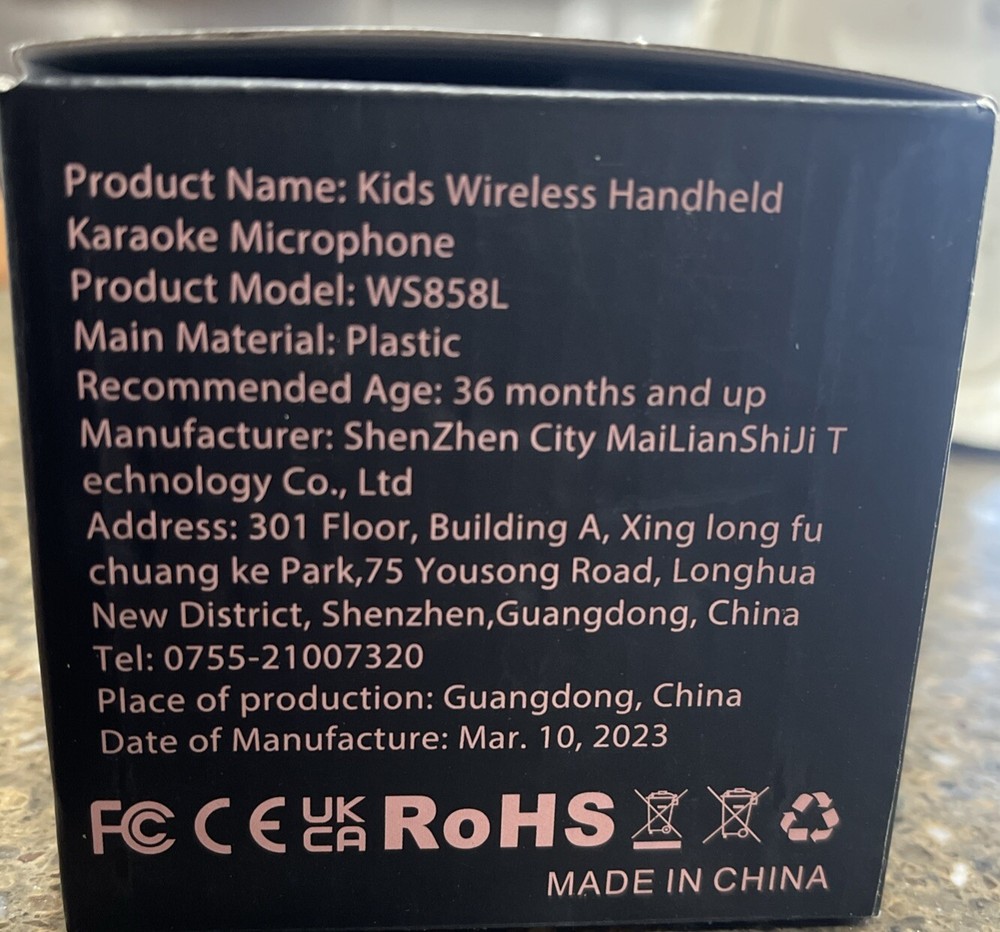 Product Name: Kids Wireless Handheld
Karaoke Microphone
Product Model: WS858L
Main Material: Plastic
Recommended Age: 36 months and up
Manufacturer: ShenZhen City MaiLianShiJi T
echnology Co., Ltd
Address: 301 Floor, Building A, Xing long fu
chuang ke Park,75 Yousong Road, Longhua
New District, Shenzhen,Guangdong, China
Tel: 0755-21007320
Place of production: Guangdong, China
Date of Manufacture: Mar. 10, 2023
FC CE UK CA RoHS
MADE IN CHINA